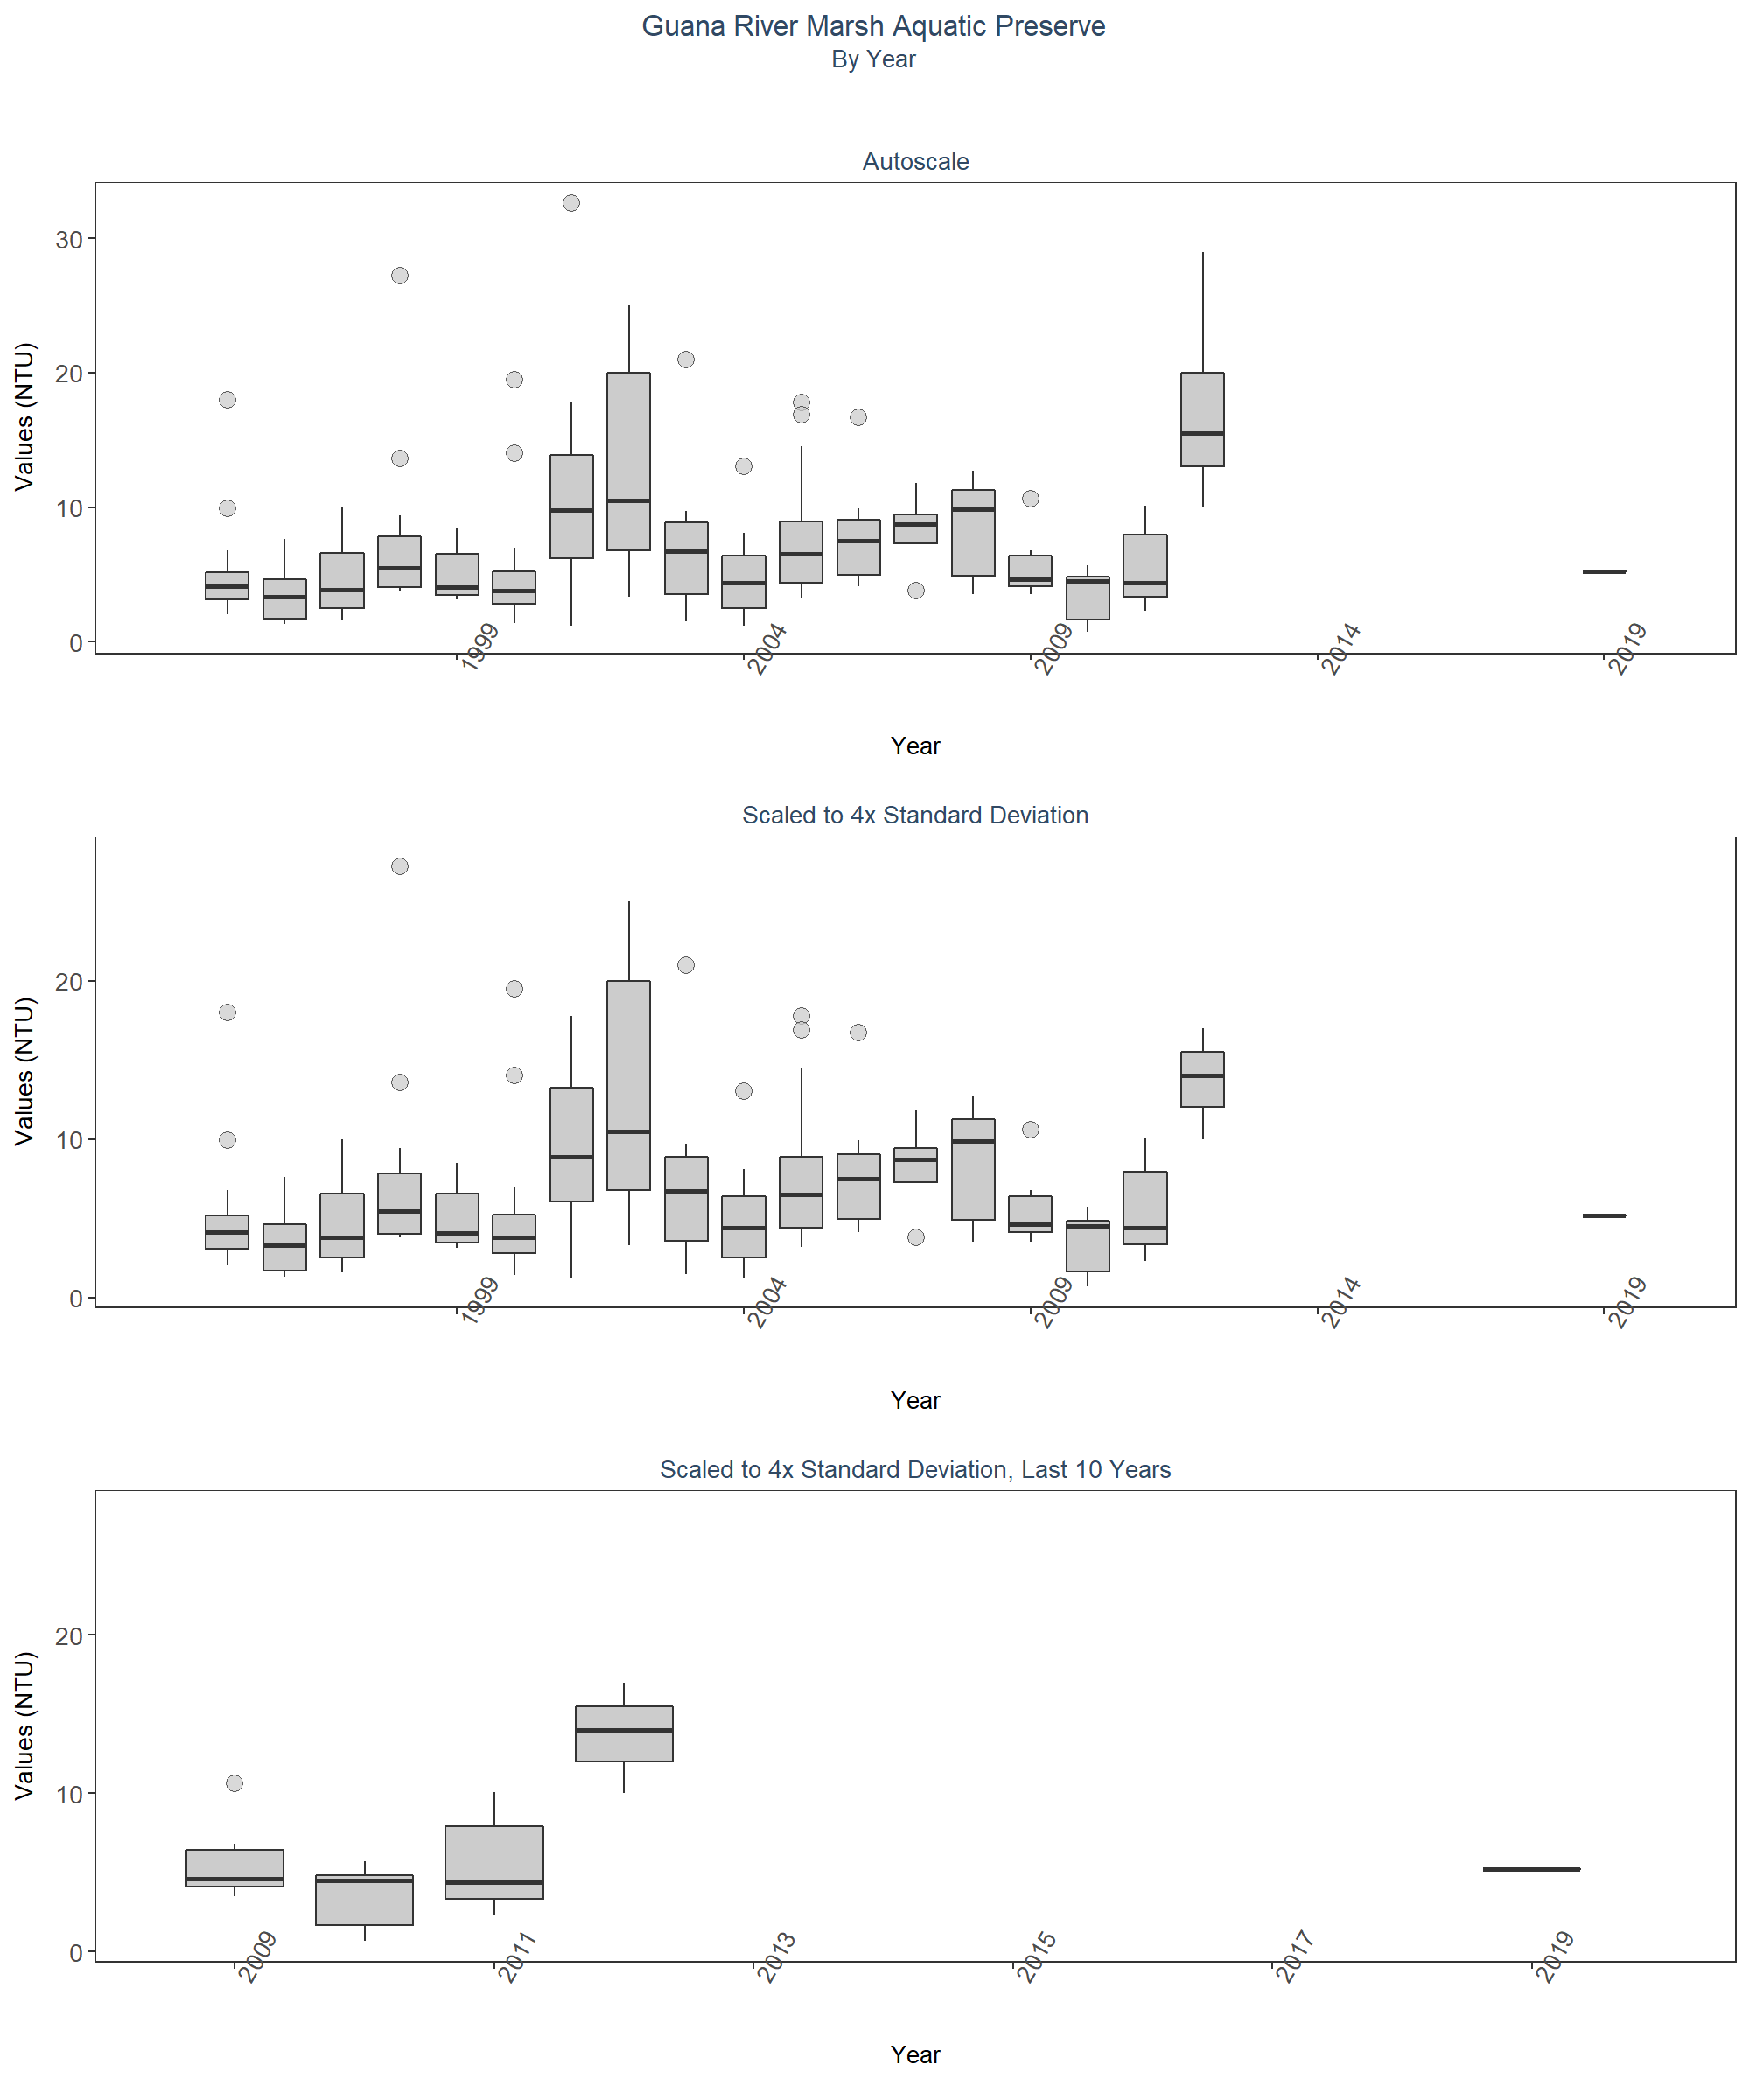 Guana River Marsh Aquatic Preserve
By Year
Autoscale
Values (NTU)
30
20
10
0
1999
2004
2009
2014
2019
Year
Scaled to 4x Standard Deviation
Values (NTU)
20
10
0
1999
2004
2009
2014
2019
Year
Scaled to 4x Standard Deviation, Last 10 Years
Values (NTU)
20
10
0
2009
2011
2013
2015
2017
2019
Year